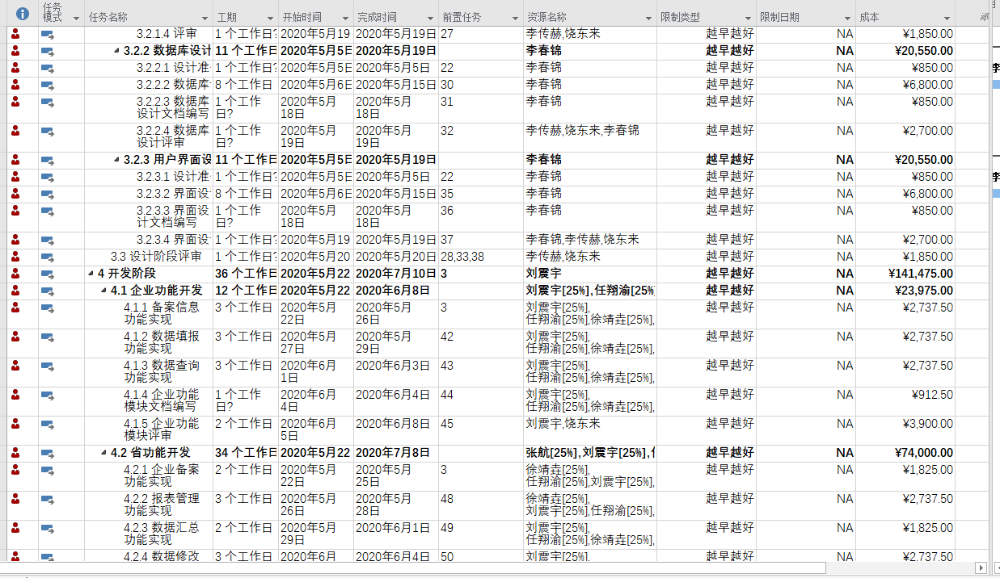 任务模式 任务名称 工期 开始时间 完成时间 前置任务 资源名称 限制类型 限制日期 成本
3.2.1.4 评审 1 个工作日? 2020年5月19 2020年5月19日 27 李传赫,饶东来 越早越好 NA ¥1,850.00
3.2.2 数据库设计 11 个工作日 2020年5月5日 2020年5月19日 李春锦 越早越好 NA ¥20,550.00
3.2.2.1 设计准 1 个工作日? 2020年5月5日 2020年5月5日 22 李春锦 越早越好 NA ¥850.00
3.2.2.2 数据库 8 个工作日 2020年5月6日 2020年5月15日 30 李春锦 越早越好 NA ¥6,800.00
3.2.2.3 数据库 1 个工作 2020年5月 2020年5月 31 李春锦 越早越好 NA ¥850.00
设计文档编写 日? 18日 18日
3.2.2.4 数据库 1 个工作 2020年5月 2020年5月 32 李传赫,饶东来,李春锦 越早越好 NA ¥2,700.00
设计评审 日? 19日 19日
3.2.3 用户界面设 11 个工作日 2020年5月5日 2020年5月19日 李春锦 越早越好 NA ¥20,550.00
3.2.3.1 设计准 1 个工作日? 2020年5月5日 2020年5月5日 22 李春锦 越早越好 NA ¥850.00
3.2.3.2 界面设 8 个工作日 2020年5月6日 2020年5月15日 35 李春锦 越早越好 NA ¥6,800.00
3.2.3.3 界面设 1 个工作 2020年5月 2020年5月 36 李春锦 越早越好 NA ¥850.00
计文档编写 日? 18日 18日
3.2.3.4 界面设 1 个工作日? 2020年5月19 2020年5月19日 37 李春锦,李传赫,饶东来 越早越好 NA ¥2,700.00
3.3 设计阶段评审 1 个工作日? 2020年5月20 2020年5月20日 28,33,38 李传赫,饶东来 越早越好 NA ¥1,850.00
4 开发阶段 36 个工作日 2020年5月22 2020年7月10日 3 刘震宇 越早越好 NA ¥141,475.00
4.1 企业功能开发 12 个工作日 2020年5月22 2020年6月8日 刘震宇[25%],任翔渝[25% 越早越好 NA ¥23,975.00
4.1.1 备案信息 3 个工作日 2020年5月 2020年5月 3 刘震宇[25%], 越早越好 NA ¥2,737.50
功能实现 22日 26日 任翔渝[25%],徐靖垚[25%],
4.1.2 数据填报 3 个工作日 2020年5月 2020年5月 42 刘震宇[25%], 越早越好 NA ¥2,737.50
功能实现 27日 29日 任翔渝[25%],徐靖垚[25%],
4.1.3 数据查询 3 个工作日 2020年6月 2020年6月3日 43 刘震宇[25%], 越早越好 NA ¥2,737.50
功能实现 1日 任翔渝[25%],徐靖垚[25%],
4.1.4 企业功能 1 个工作 2020年6月 2020年6月4日 44 刘震宇[25%], 越早越好 NA ¥912.50
模块文档编写 日? 4日 任翔渝[25%],徐靖垚[25%],
4.1.5 企业功能 2 个工作日 2020年6月 2020年6月8日 45 刘震宇,饶东来 越早越好 NA ¥3,900.00
模块评审 5日
4.2 省功能开发 34 个工作日 2020年5月22 2020年7月8日 张航[25%],刘震宇[25%], 越早越好 NA ¥74,000.00
4.2.1 企业备案 2 个工作日 2020年5月 2020年5月 3 徐靖垚[25%], 越早越好 NA ¥1,825.00
功能实现 22日 25日 任翔渝[25%],刘震宇[25%],
4.2.2 报表管理 3 个工作日 2020年5月 2020年5月 48 徐靖垚[25%], 越早越好 NA ¥2,737.50
功能实现 26日 28日 刘震宇[25%],任翔渝[25%],
4.2.3 数据汇总 2 个工作日 2020年5月 2020年6月1日 49 刘震宇[25%], 越早越好 NA ¥1,825.00
功能实现 29日 任翔渝[25%],徐靖垚[25%],
4.2.4 数据修改 3 个工作日 2020年6月 2020年6月4日 50 刘震宇[25%], 越早越好 NA ¥2,737.50